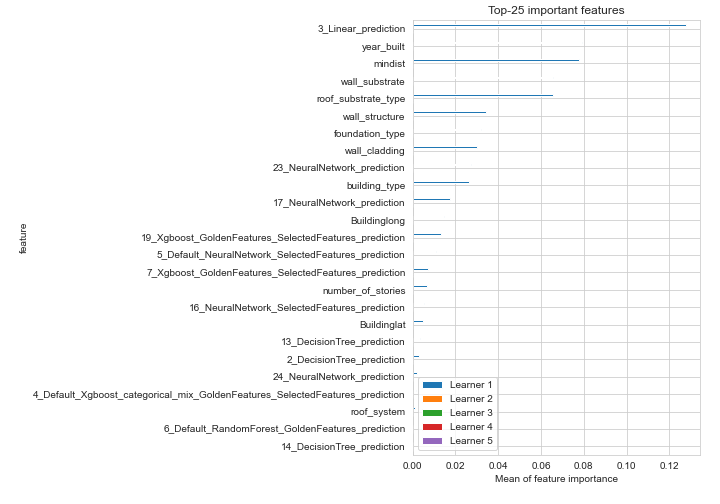 Top-25 important features
3_Linear_prediction
year_built
mindist
wall_substrate
roof_substrate_type
wall_structure
foundation_type
wall_cladding
23_NeuralNetwork_prediction
building_type
17_NeuralNetwork_prediction
Buildinglong
19_Xgboost_GoldenFeatures_SelectedFeatures_prediction
5_Default_NeuralNetwork_SelectedFeatures_prediction
7_Xgboost_GoldenFeatures_SelectedFeatures_prediction
number_of_stories
16_NeuralNetwork_SelectedFeatures_prediction
Buildinglat
13_DecisionTree_prediction
2_DecisionTree_prediction
24_NeuralNetwork_prediction
4_Default_Xgboost_categorical_mix_GoldenFeatures_SelectedFeatures_prediction
roof_system
6_Default_RandomForest_GoldenFeatures_prediction
14_DecisionTree_prediction
feature
Learner 1
Learner 2
Learner 3
Learner 4
Learner 5
0.00 0.02 0.04 0.06 0.08 0.10 0.12
Mean of feature importance